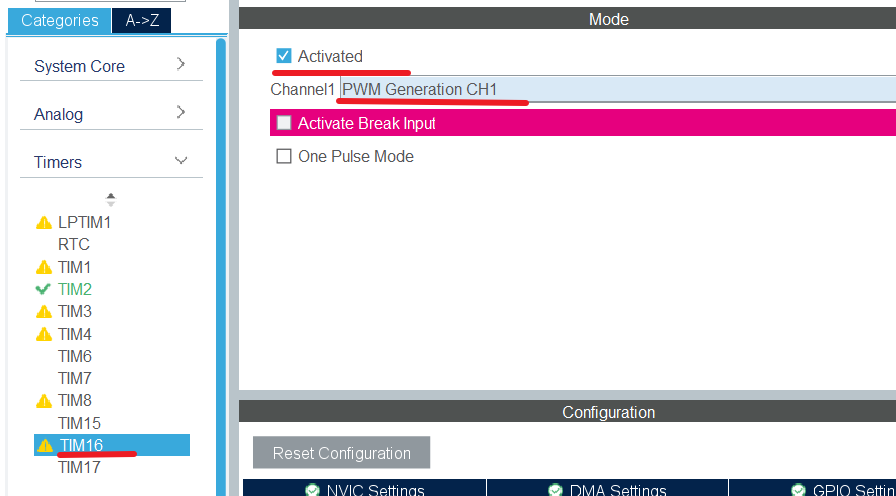 Categories A->Z
System Core
Analog
Timers
LPTIM1
RTC
TIM1
TIM2
TIM3
TIM4
TIM6
TIM7
TIM8
TIM15
TIM16
TIM17
Mode
Activated
Channel1 PWM Generation CH1
Activate Break Input
One Pulse Mode
Configuration
Reset Configuration
NVIC Settings DMA Settings GPIO Settin